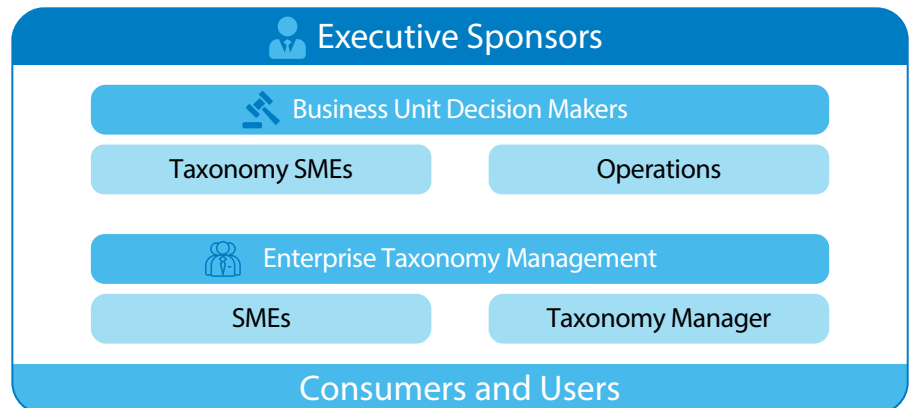 Executive Sponsors
Business Unit Decision Makers
Taxonomy SMEs
Operations
Enterprise Taxonomy Management
SMEs
Taxonomy Manager
Consumers and Users